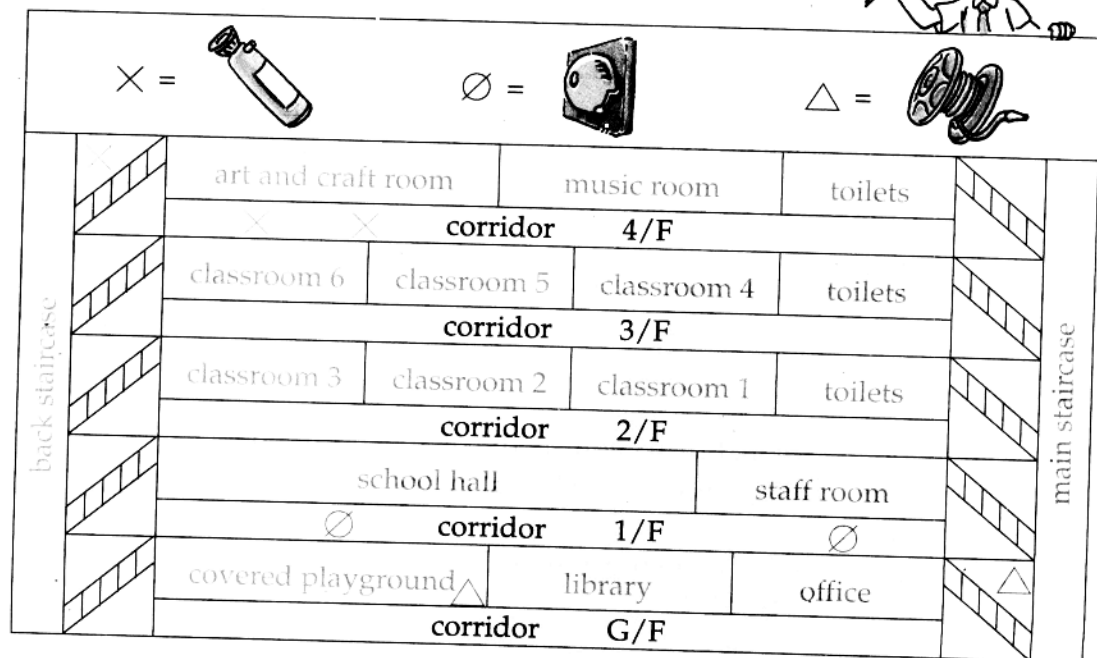 × = ∅ = △ =
art and craft room music room toilets
× ×
corridor 4/F
classroom 6 classroom 5 classroom 4 toilets
corridor 3/F
classroom 3 classroom 2 classroom 1 toilets
corridor 2/F
school hall staff room
∅ corridor 1/F ∅
covered playground △ library office △
corridor G/F
back staircase
main staircase